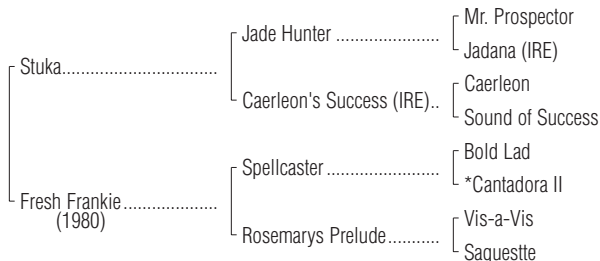 Mr. Prospector
Jade Hunter ......................
Jadana (IRE)
Stuka................................
Caerleon
Caerleon's Success (IRE)..
Sound of Success
Bold Lad
Spellcaster .......................
*Cantadora II
Fresh Frankie....................
(1980)
Vis-a-Vis
Rosemarys Prelude...........
Saquestte